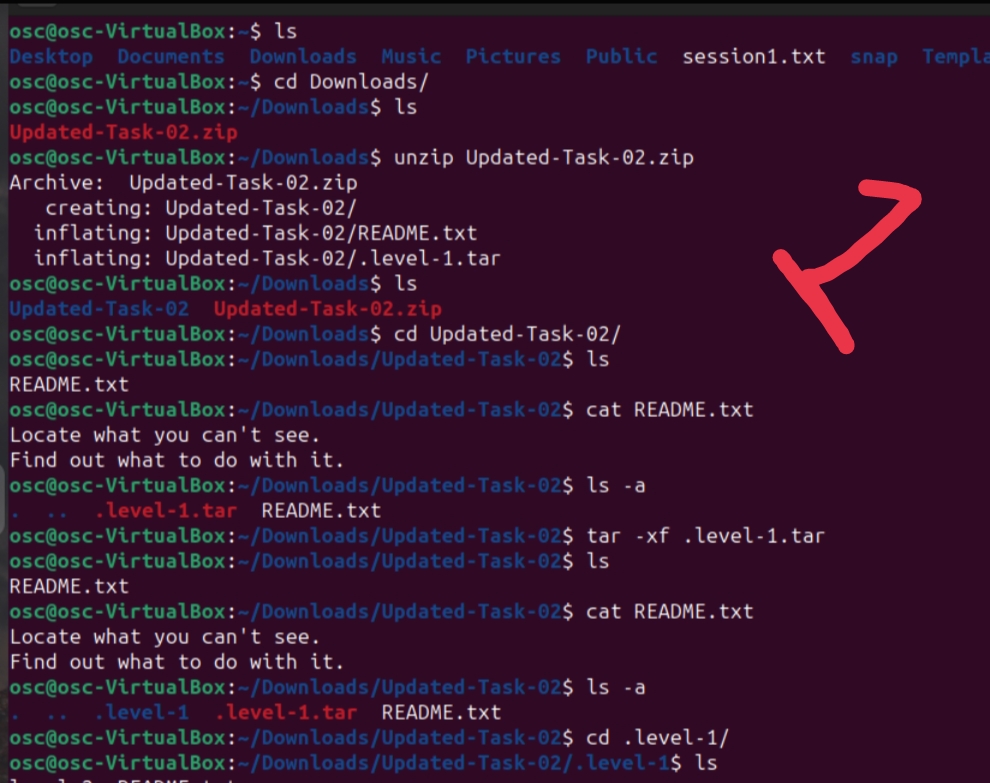 osc@osc-VirtualBox:~$ ls
Desktop  Documents  Downloads  Music  Pictures  Public  session1.txt  snap  Templa
osc@osc-VirtualBox:~$ cd Downloads/
osc@osc-VirtualBox:~/Downloads$ ls
Updated-Task-02.zip
osc@osc-VirtualBox:~/Downloads$ unzip Updated-Task-02.zip
Archive:  Updated-Task-02.zip
   creating: Updated-Task-02/
  inflating: Updated-Task-02/README.txt
  inflating: Updated-Task-02/.level-1.tar
osc@osc-VirtualBox:~/Downloads$ ls
Updated-Task-02  Updated-Task-02.zip
osc@osc-VirtualBox:~/Downloads$ cd Updated-Task-02/
osc@osc-VirtualBox:~/Downloads/Updated-Task-02$ ls
README.txt
osc@osc-VirtualBox:~/Downloads/Updated-Task-02$ cat README.txt
Locate what you can't see.
Find out what to do with it.
osc@osc-VirtualBox:~/Downloads/Updated-Task-02$ ls -a
.  ..  .level-1.tar  README.txt
osc@osc-VirtualBox:~/Downloads/Updated-Task-02$ tar -xf .level-1.tar
osc@osc-VirtualBox:~/Downloads/Updated-Task-02$ ls
README.txt
osc@osc-VirtualBox:~/Downloads/Updated-Task-02$ cat README.txt
Locate what you can't see.
Find out what to do with it.
osc@osc-VirtualBox:~/Downloads/Updated-Task-02$ ls -a
.  ..  .level-1  .level-1.tar  README.txt
osc@osc-VirtualBox:~/Downloads/Updated-Task-02$ cd .level-1/
osc@osc-VirtualBox:~/Downloads/Updated-Task-02/.level-1$ ls